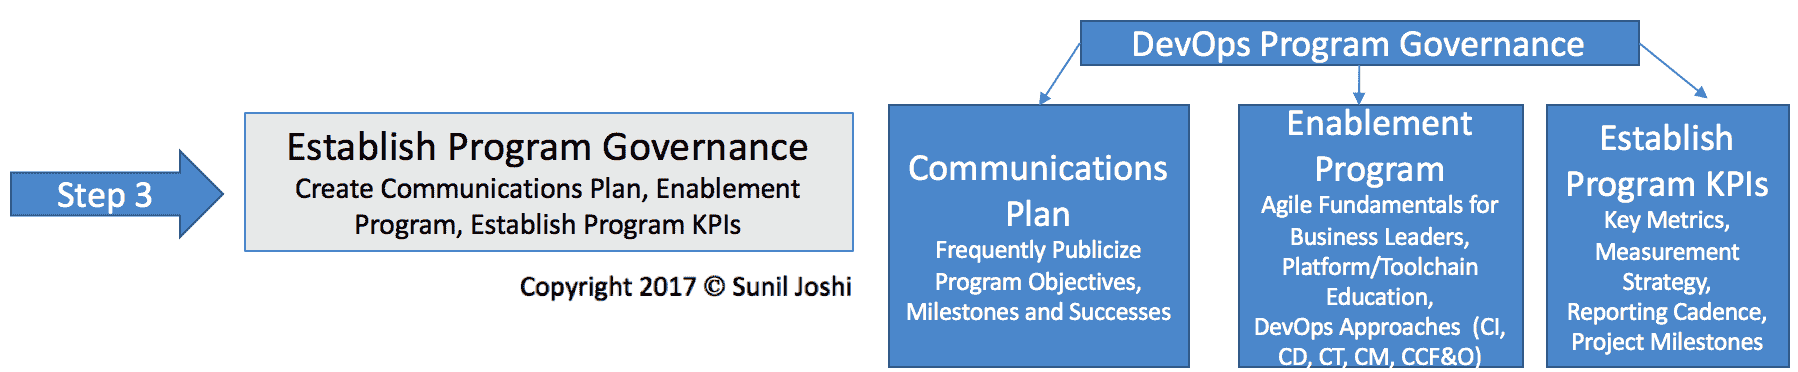 Step 3
Establish Program Governance
Create Communications Plan, Enablement
Program, Establish Program KPIs
Copyright 2017 © Sunil Joshi
DevOps Program Governance
Communications
Plan
Frequently Publicize
Program Objectives,
Milestones and Successes
Enablement
Program
Agile Fundamentals for
Business Leaders,
Platform/Toolchain
Education,
DevOps Approaches (CI,
CD, CT, CM, CCF&O)
Establish
Program KPIs
Key Metrics,
Measurement
Strategy,
Reporting Cadence,
Project Milestones